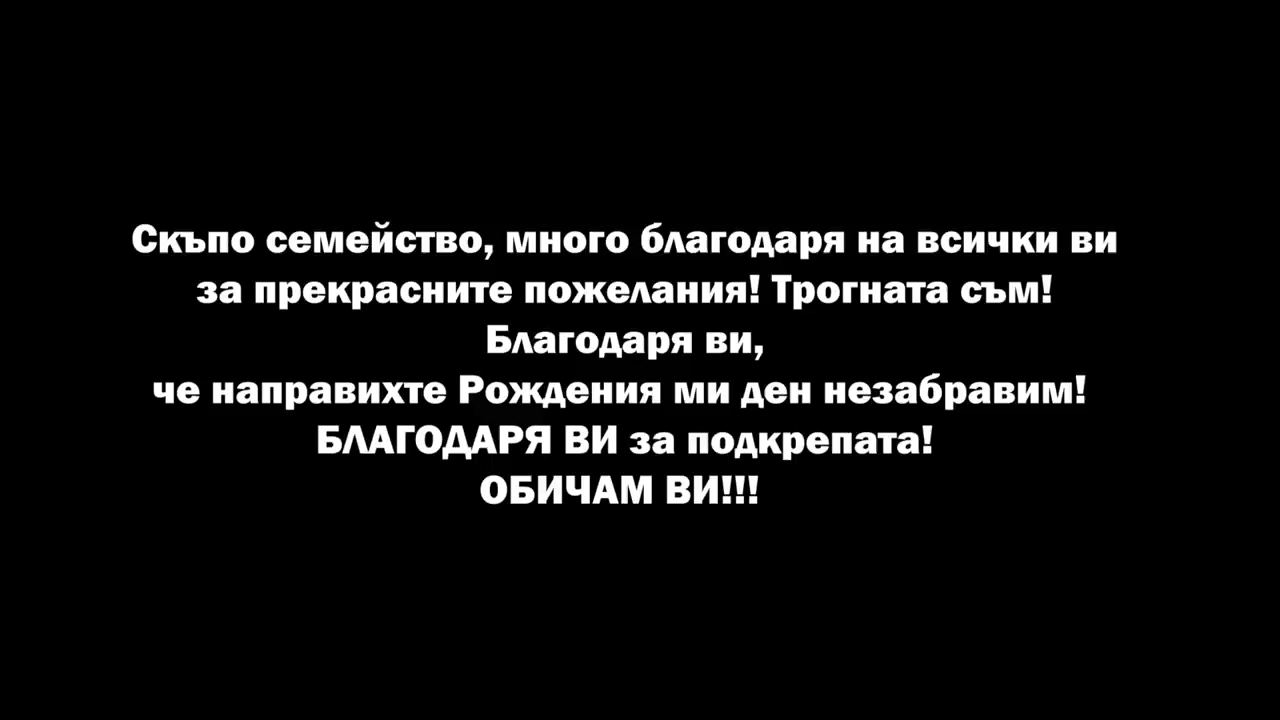 Скъпо семейство, много благодаря на всички ви
за прекрасните пожелания! Трогната съм!
Благодаря ви,
че направихте Рождения ми ден незабравим!
БЛАГОДАРЯ ВИ за подкрепата!
ОБИЧАМ ВИ!!!